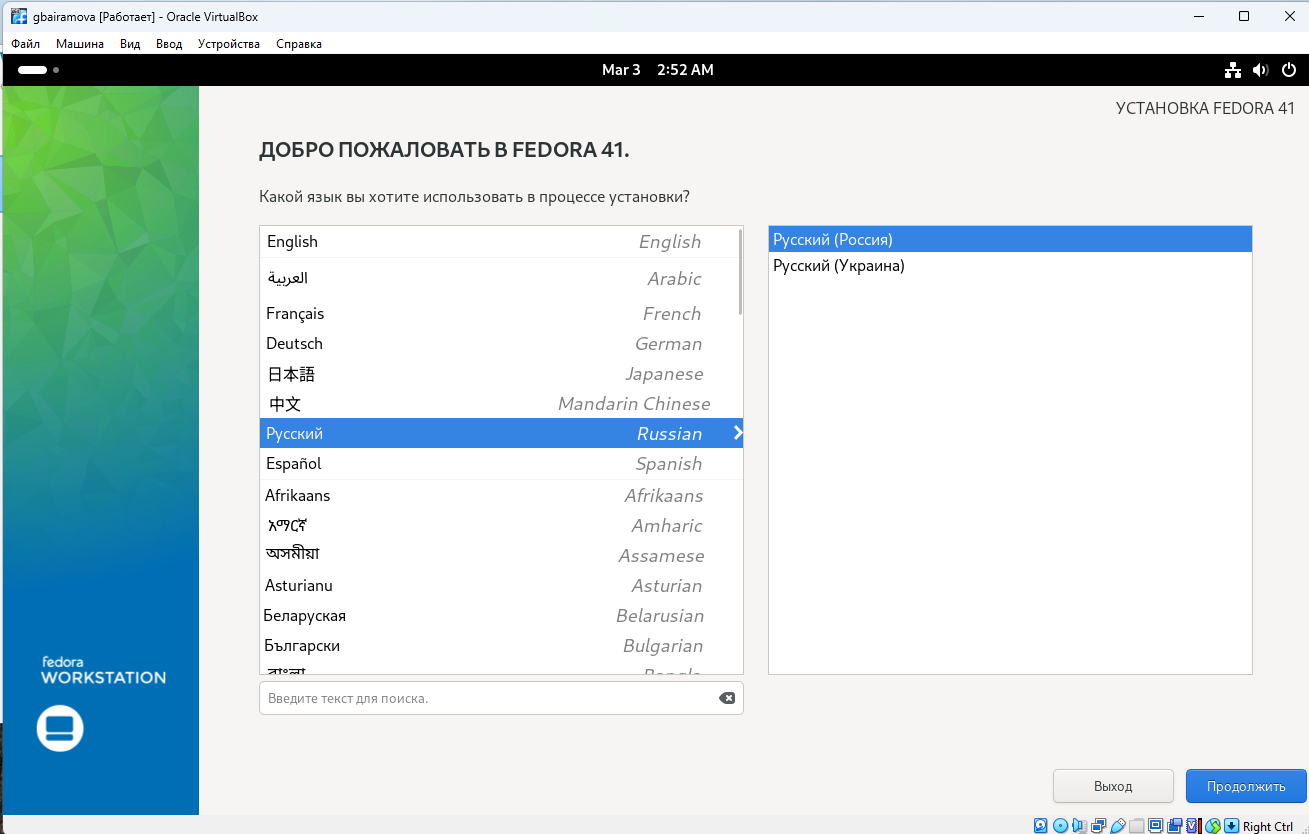 gbairamova [Работает] - Oracle VirtualBox
Файл Машина Вид Ввод Устройства Справка
Mar 3 2:52 AM
УСТАНОВКА FEDORA 41
ДОБРО ПОЖАЛОВАТЬ В FEDORA 41.
Какой язык вы хотите использовать в процессе установки?
English English
العربية Arabic
Français French
Deutsch German
日本語 Japanese
中文 Mandarin Chinese
Русский Russian
Español Spanish
Afrikaans Afrikaans
አማርኛ Amharic
অসমীয়া Assamese
Asturianu Asturian
Беларуская Belarusian
Български Bulgarian
বাংলা Bangla
Введите текст для поиска.
Русский (Россия)
Русский (Украина)
fedora
WORKSTATION
Выход Продолжить
Right Ctrl